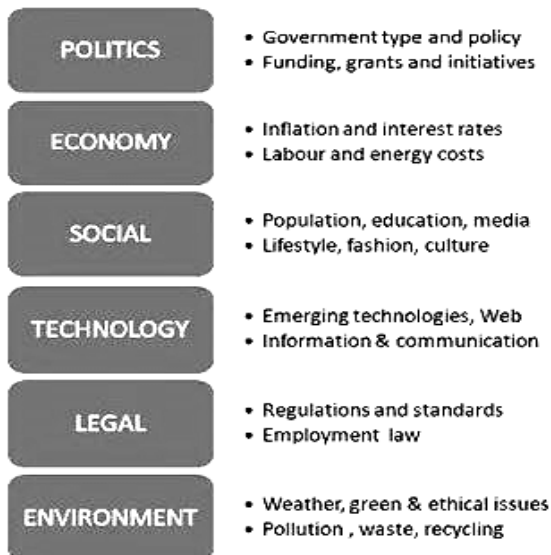 POLITICS
• Government type and policy
• Funding, grants and initiatives
ECONOMY
• Inflation and interest rates
• Labour and energy costs
SOCIAL
• Population, education, media
• Lifestyle, fashion, culture
TECHNOLOGY
• Emerging technologies, Web
• Information & communication
LEGAL
• Regulations and standards
• Employment law
ENVIRONMENT
• Weather, green & ethical issues
• Pollution , waste, recycling